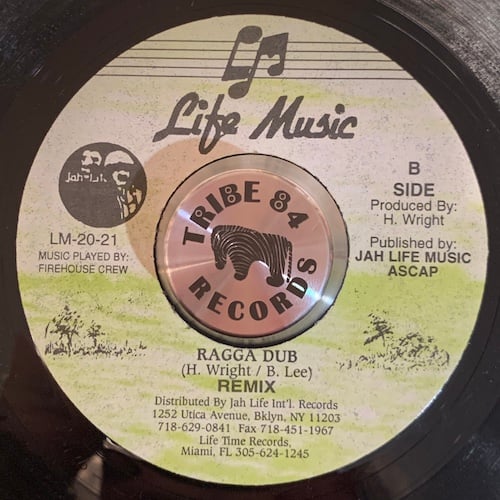 Life Music
Jah Life
B
SIDE
Produced By:
H. Wright
Published by:
JAH LIFE MUSIC
ASCAP
LM-20-21
MUSIC PLAYED BY:
FIREHOUSE CREW
TRIBE 84
RECORDS
RAGGA DUB
(H. Wright / B. Lee)
REMIX
Distributed By Jah Life Int'l. Records
1252 Utica Avenue, Bklyn, NY 11203
718-629-0841 Fax 718-451-1967
Life Time Records,
Miami, FL 305-624-1245